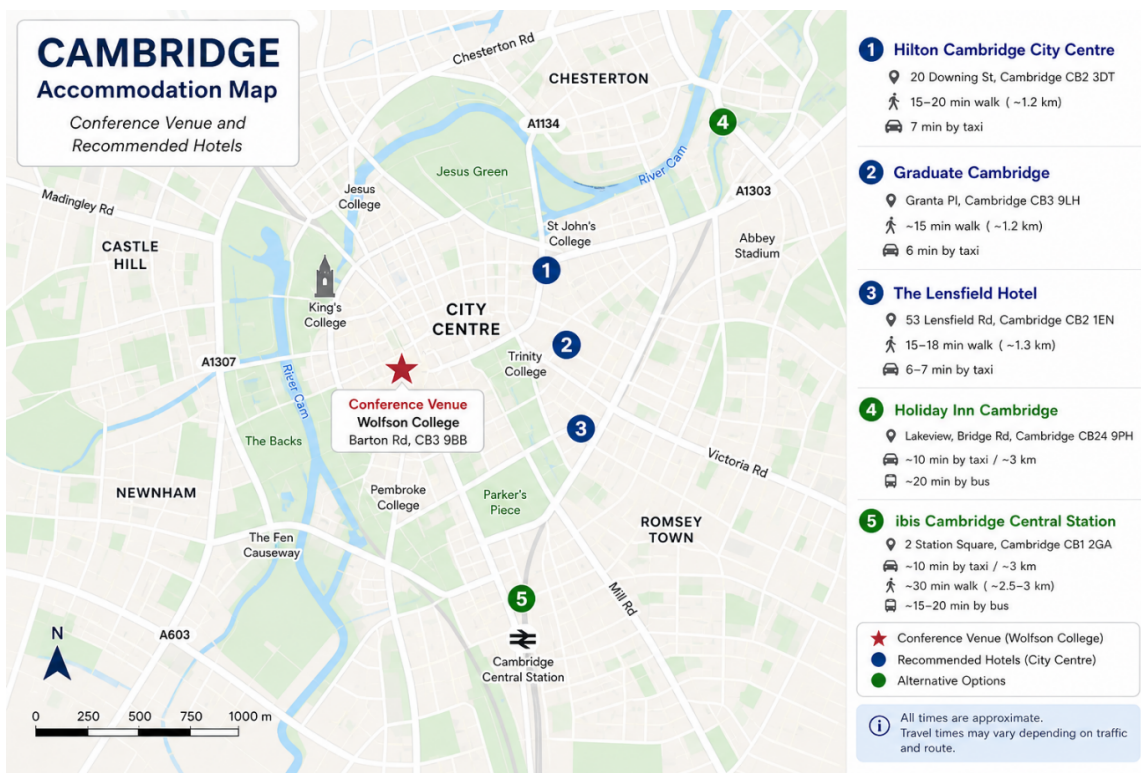 CAMBRIDGE
Accommodation Map
Conference Venue and
Recommended Hotels
Chesterton Rd
CHESTERTON
A1134
4
Jesus Green
River Cam
A1303
Jesus
College
Madingley Rd
St John's
College
Abbey
Stadium
CASTLE
HILL
1
King's
College
CITY
CENTRE
2
Trinity
College
A1307
River Cam
Conference Venue
Wolfson College
Barton Rd, CB3 9BB
3
The Backs
Victoria Rd
NEWNHAM
Pembroke
College
Parker's
Piece
ROMSEY
TOWN
The Fen
Causeway
5
Mill Rd
N
A603
Cambridge
Central Station
0 250 500 750 1000 m
1 Hilton Cambridge City Centre
20 Downing St, Cambridge CB2 3DT
15–20 min walk ( ~1.2 km)
7 min by taxi
2 Graduate Cambridge
Granta Pl, Cambridge CB3 9LH
~15 min walk ( ~1.2 km)
6 min by taxi
3 The Lensfield Hotel
53 Lensfield Rd, Cambridge CB2 1EN
15–18 min walk ( ~1.3 km)
6–7 min by taxi
4 Holiday Inn Cambridge
Lakeview, Bridge Rd, Cambridge CB24 9PH
~10 min by taxi / ~3 km
~20 min by bus
5 ibis Cambridge Central Station
2 Station Square, Cambridge CB1 2GA
~10 min by taxi / ~3 km
~30 min walk ( ~2.5–3 km)
~15–20 min by bus
Conference Venue (Wolfson College)
Recommended Hotels (City Centre)
Alternative Options
i
All times are approximate.
Travel times may vary depending on traffic
and route.